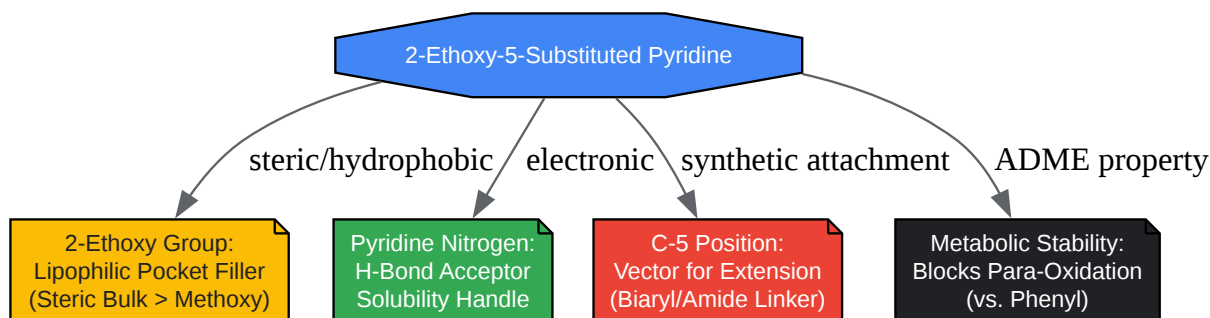 2-Ethoxy-5-Substituted Pyridine
steric/hydrophobic
electronic
synthetic attachment
ADME property
2-Ethoxy Group:
Lipophilic Pocket Filler
(Steric Bulk > Methoxy)
Pyridine Nitrogen:
H-Bond Acceptor
Solubility Handle
C-5 Position:
Vector for Extension
(Biaryl/Amide Linker)
Metabolic Stability:
Blocks Para-Oxidation
(vs. Phenyl)